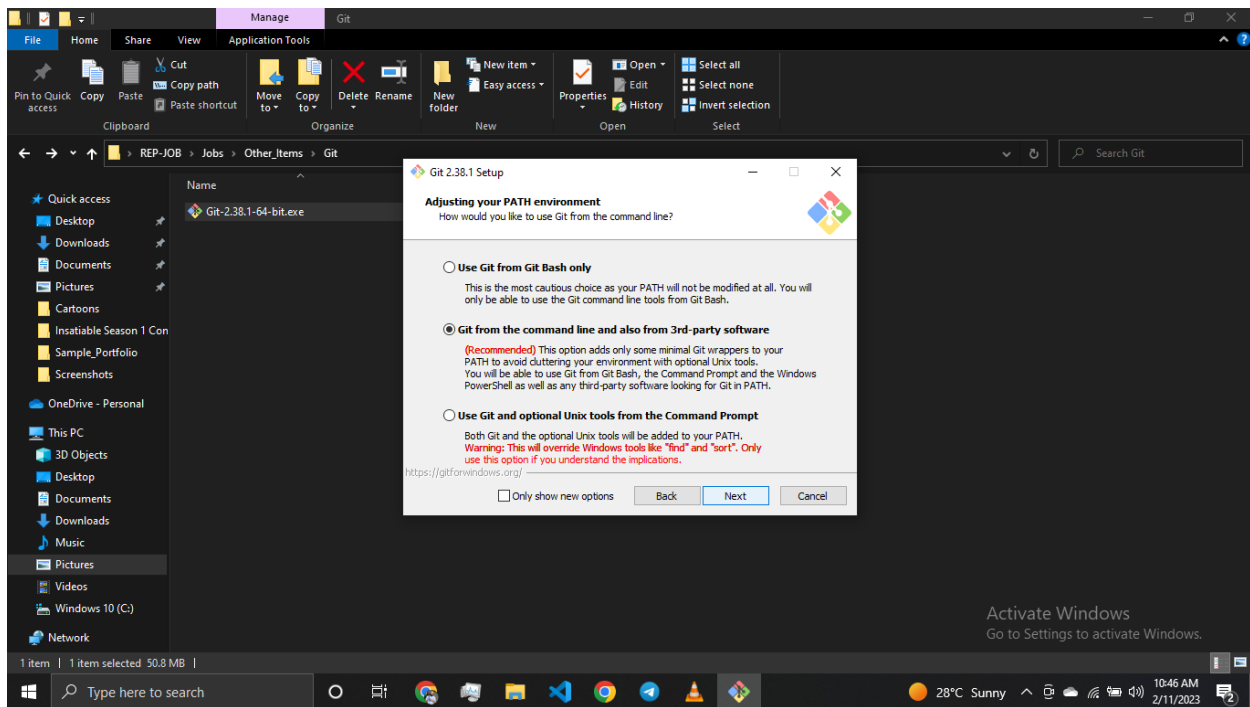 Manage
Git
File
Home
Share
View
Application Tools
Pin to Quick access
Copy
Paste
Cut
Copy path
Paste shortcut
Move to
Copy to
Delete
Rename
New folder
New item
Easy access
Properties
Open
Edit
History
Select all
Select none
Invert selection
Clipboard
Organize
New
Open
Select
REP-JOB > Jobs > Other_Items > Git
Search Git
Name
Git-2.38.1-64-bit.exe
Quick access
Desktop
Downloads
Documents
Pictures
Cartoons
Insatiable Season 1 Con
Sample_Portfolio
Screenshots
OneDrive - Personal
This PC
3D Objects
Desktop
Documents
Downloads
Music
Pictures
Videos
Windows 10 (C:)
Network
Git 2.38.1 Setup
Adjusting your PATH environment
How would you like to use Git from the command line?
Use Git from Git Bash only
This is the most cautious choice as your PATH will not be modified at all. You will
only be able to use the Git command line tools from Git Bash.
Git from the command line and also from 3rd-party software
(Recommended) This option adds only some minimal Git wrappers to your
PATH to avoid cluttering your environment with optional Unix tools.
You will be able to use Git from Git Bash, the Command Prompt and the Windows
PowerShell as well as any third-party software looking for Git in PATH.
Use Git and optional Unix tools from the Command Prompt
Both Git and the optional Unix tools will be added to your PATH.
Warning: This will override Windows tools like "find" and "sort". Only
use this option if you understand the implications.
https://gitforwindows.org/
Only show new options
Back
Next
Cancel
Activate Windows
Go to Settings to activate Windows.
1 item | 1 item selected 50.8 MB |
Type here to search
28°C Sunny
10:46 AM
2/11/2023
2